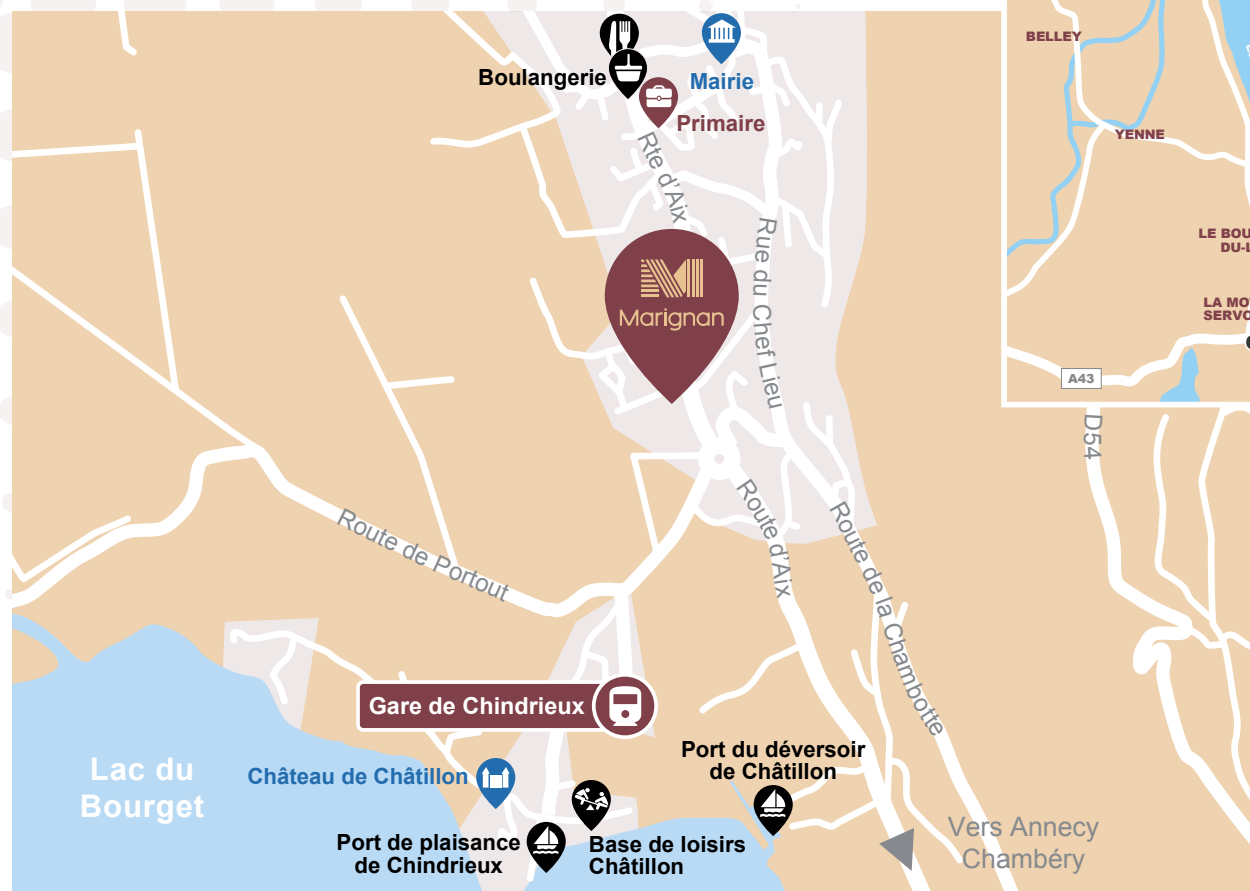 Boulangerie
Mairie
Primaire
Rte d'Aix
Rue du Chef Lieu
Marignan
Route d'Aix
Route de la Chambotte
Route de Portout
Gare de Chindrieux
Lac du
Bourget
Château de Châtillon
Port de plaisance
de Chindrieux
Base de loisirs
Châtillon
Port du déversoir
de Châtillon
Vers Annecy
Chambéry
D54
BELLEY
YENNE
LE BOU
DU-L
LA MO
SERVO
A43